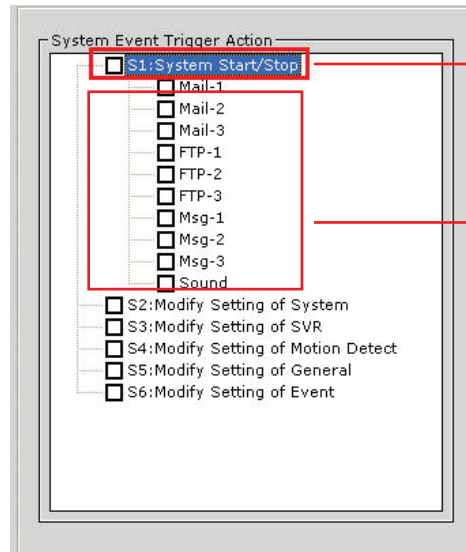 System Event Trigger Action
S1:System Start/Stop
Mail-1
Mail-2
Mail-3
FTP-1
FTP-2
FTP-3
Msg-1
Msg-2
Msg-3
Sound
S2:Modify Setting of System
S3:Modify Setting of SVR
S4:Modify Setting of Motion Detect
S5:Modify Setting of General
S6:Modify Setting of Event